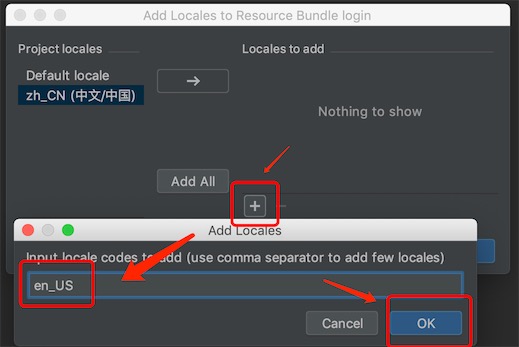 Add Locales to Resource Bundle login
Project locales
Locales to add
Default locale
zh_CN (中文/中国)
Nothing to show
Add All
Add Locales
Input locale codes to add (use comma separator to add few locales)
en_US
Cancel
OK